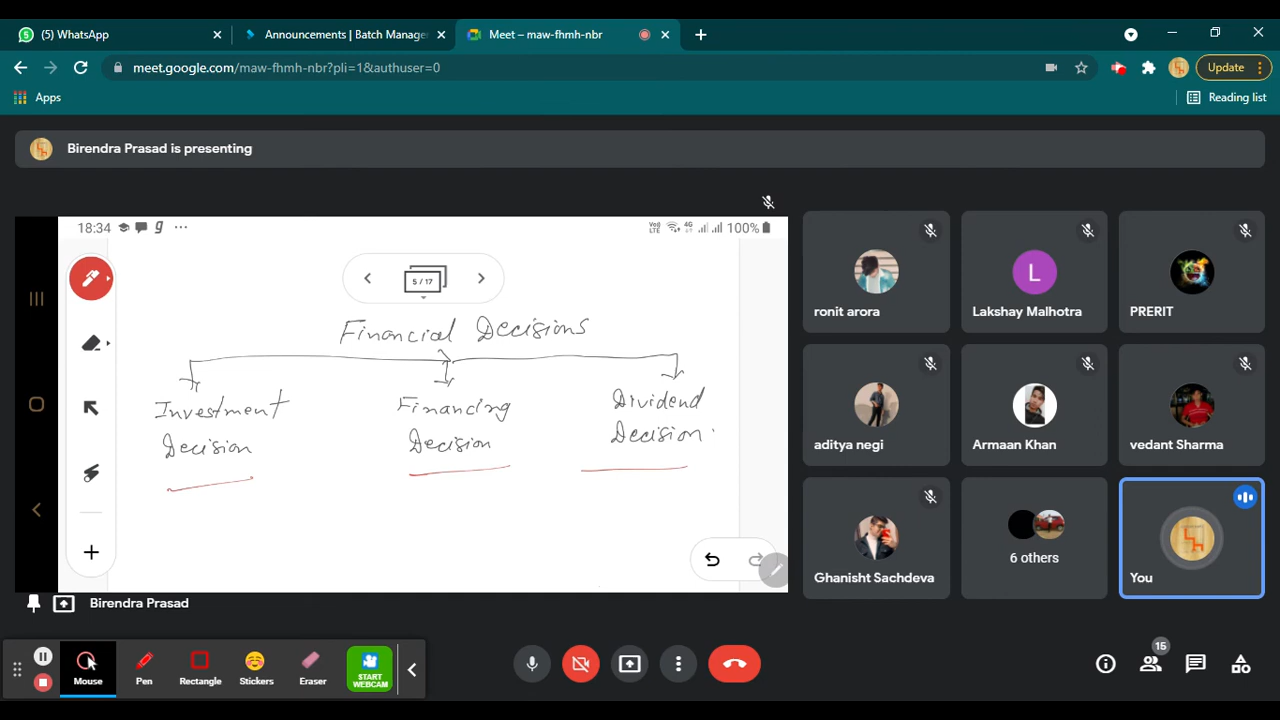 (5) WhatsApp
Announcements | Batch Manager
Meet – maw-fhmh-nbr
meet.google.com/maw-fhmh-nbr?pli=1&authuser=0
Update
Apps
Reading list
Birendra Prasad is presenting
18:34
g
VoLTE
4G
100%
5 / 17
Financial Decisions
Investment
Decision
Financing
Decision
Dividend
Decision
Birendra Prasad
ronit arora
L
Lakshay Malhotra
PRERIT
aditya negi
Armaan Khan
vedant Sharma
Ghanisht Sachdeva
6 others
You
Mouse
Pen
Rectangle
Stickers
Eraser
START
WEBCAM
15